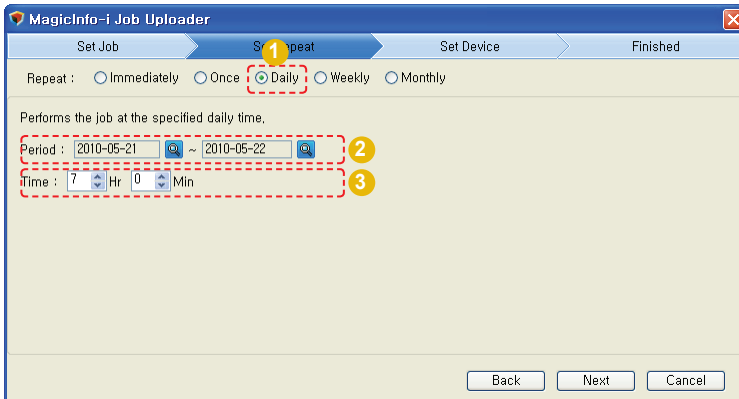 MagicInfo-i Job Uploader
Set Job Set Repeat Set Device Finished
1
Repeat : Immediately Once Daily Weekly Monthly
Performs the job at the specified daily time.
Period : 2010-05-21 ~ 2010-05-22 2
Time : 7 Hr 0 Min 3
Back Next Cancel